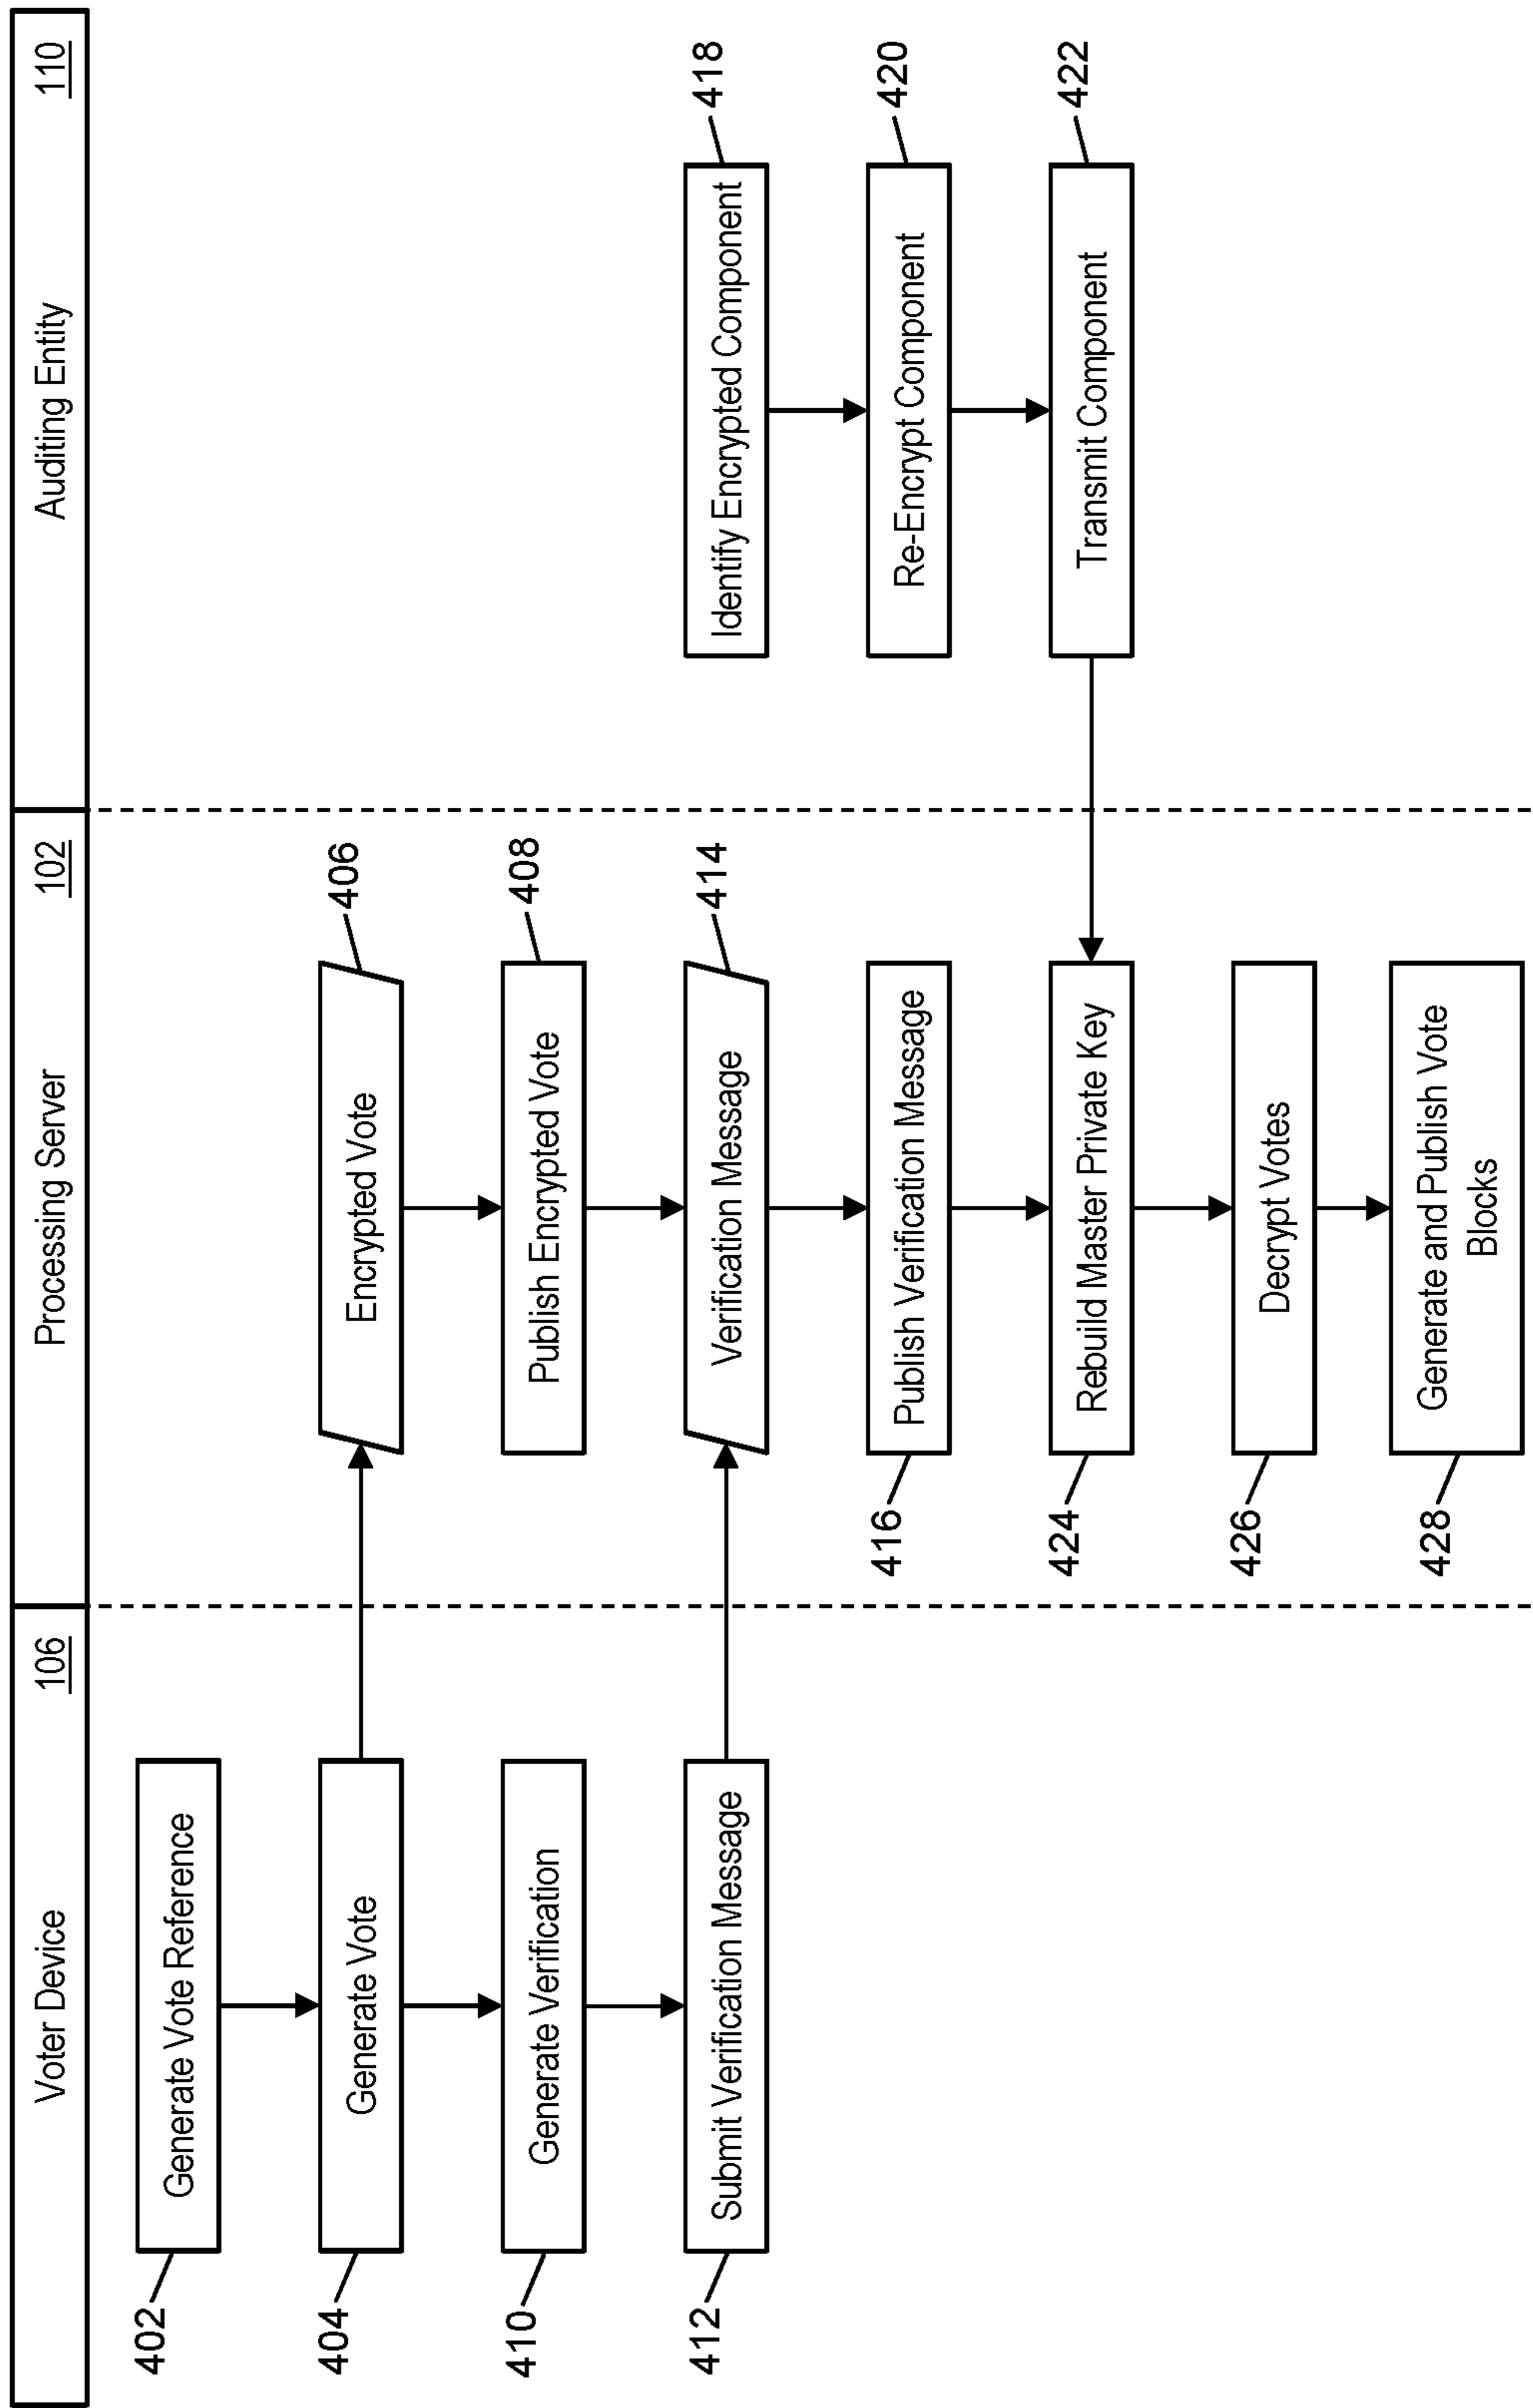 Voter Device 106
Processing Server 102
Auditing Entity 110
402
Generate Vote Reference
404
Generate Vote
Encrypted Vote
406
410
Generate Verification
Publish Encrypted Vote
408
412
Submit Verification Message
Verification Message
414
Identify Encrypted Component
418
416
Publish Verification Message
Re-Encrypt Component
420
424
Rebuild Master Private Key
Transmit Component
422
426
Decrypt Votes
428
Generate and Publish Vote
Blocks